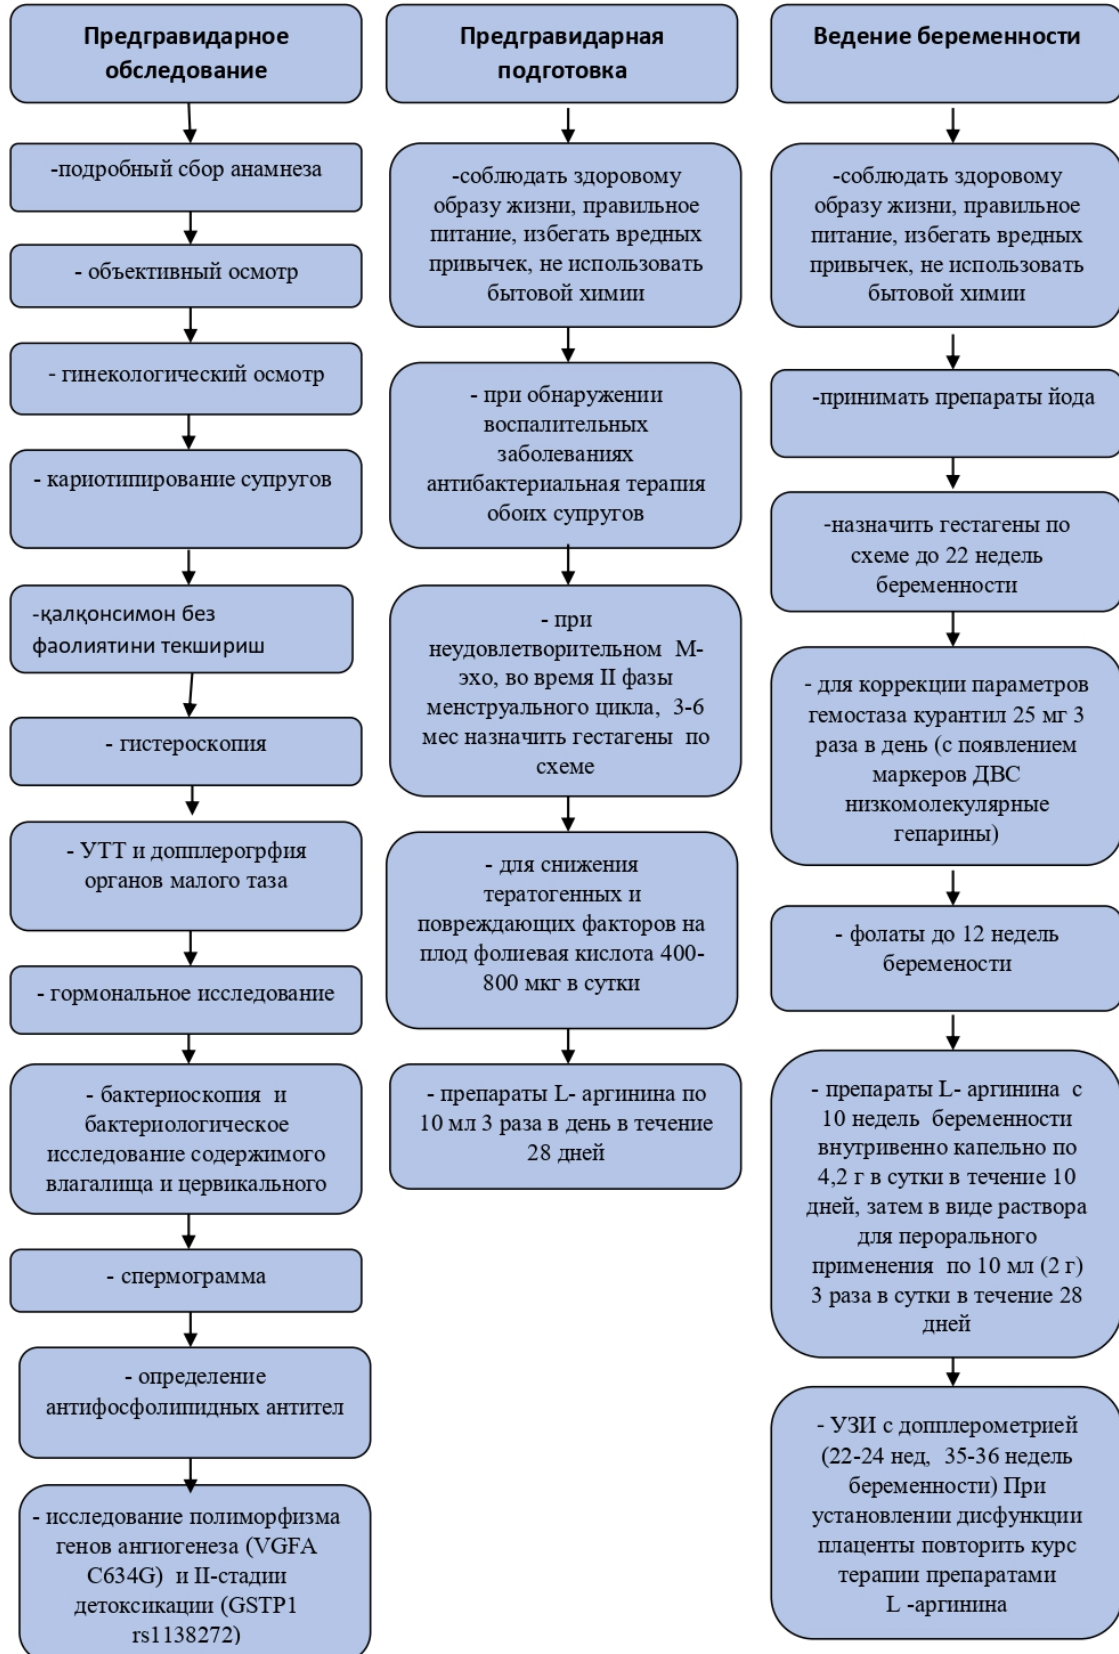 Предгравидарное
обследование
-подробный сбор анамнеза
- объективный осмотр
- гинекологический осмотр
- кариотипирование супругов
-қалқонсимон без
фаолиятини текшириш
- гистероскопия
- УТТ и допплерогрфия
органов малого таза
- гормональное исследование
- бактериоскопия и
бактериологическое
исследование содержимого
влагалища и цервикального
- спермограмма
- определение
антифосфолипидных антител
- исследование полиморфизма
генов ангиогенеза (VGFA
C634G) и II-стадии
детоксикации (GSTP1
rs1138272)
Предгравидарная
подготовка
-соблюдать здоровому
образу жизни, правильное
питание, избегать вредных
привычек, не использовать
бытовой химии
- при обнаружении
воспалительных
заболеваниях
антибактериальная терапия
обоих супругов
- при
неудовлетворительном М-
эхо, во время II фазы
менструального цикла, 3-6
мес назначить гестагены по
схеме
- для снижения
тератогенных и
повреждающих факторов на
плод фолиевая кислота 400-
800 мкг в сутки
- препараты L- аргинина по
10 мл 3 раза в день в течение
28 дней
Ведение беременности
-соблюдать здоровому
образу жизни, правильное
питание, избегать вредных
привычек, не использовать
бытовой химии
-принимать препараты йода
-назначить гестагены по
схеме до 22 недель
беременности
- для коррекции параметров
гемостаза курантил 25 мг 3
раза в день (с появлением
маркеров ДВС
низкомолекулярные
гепарины)
- фолаты до 12 недель
беремености
- препараты L- аргинина с
10 недель беременности
внутривенно капельно по
4,2 г в сутки в течение 10
дней, затем в виде раствора
для перорального
применения по 10 мл (2 г)
3 раза в сутки в течение 28
дней
- УЗИ с допплерометрией
(22-24 нед, 35-36 недель
беременности) При
установлении дисфункции
плаценты повторить курс
терапии препаратами
L -аргинина